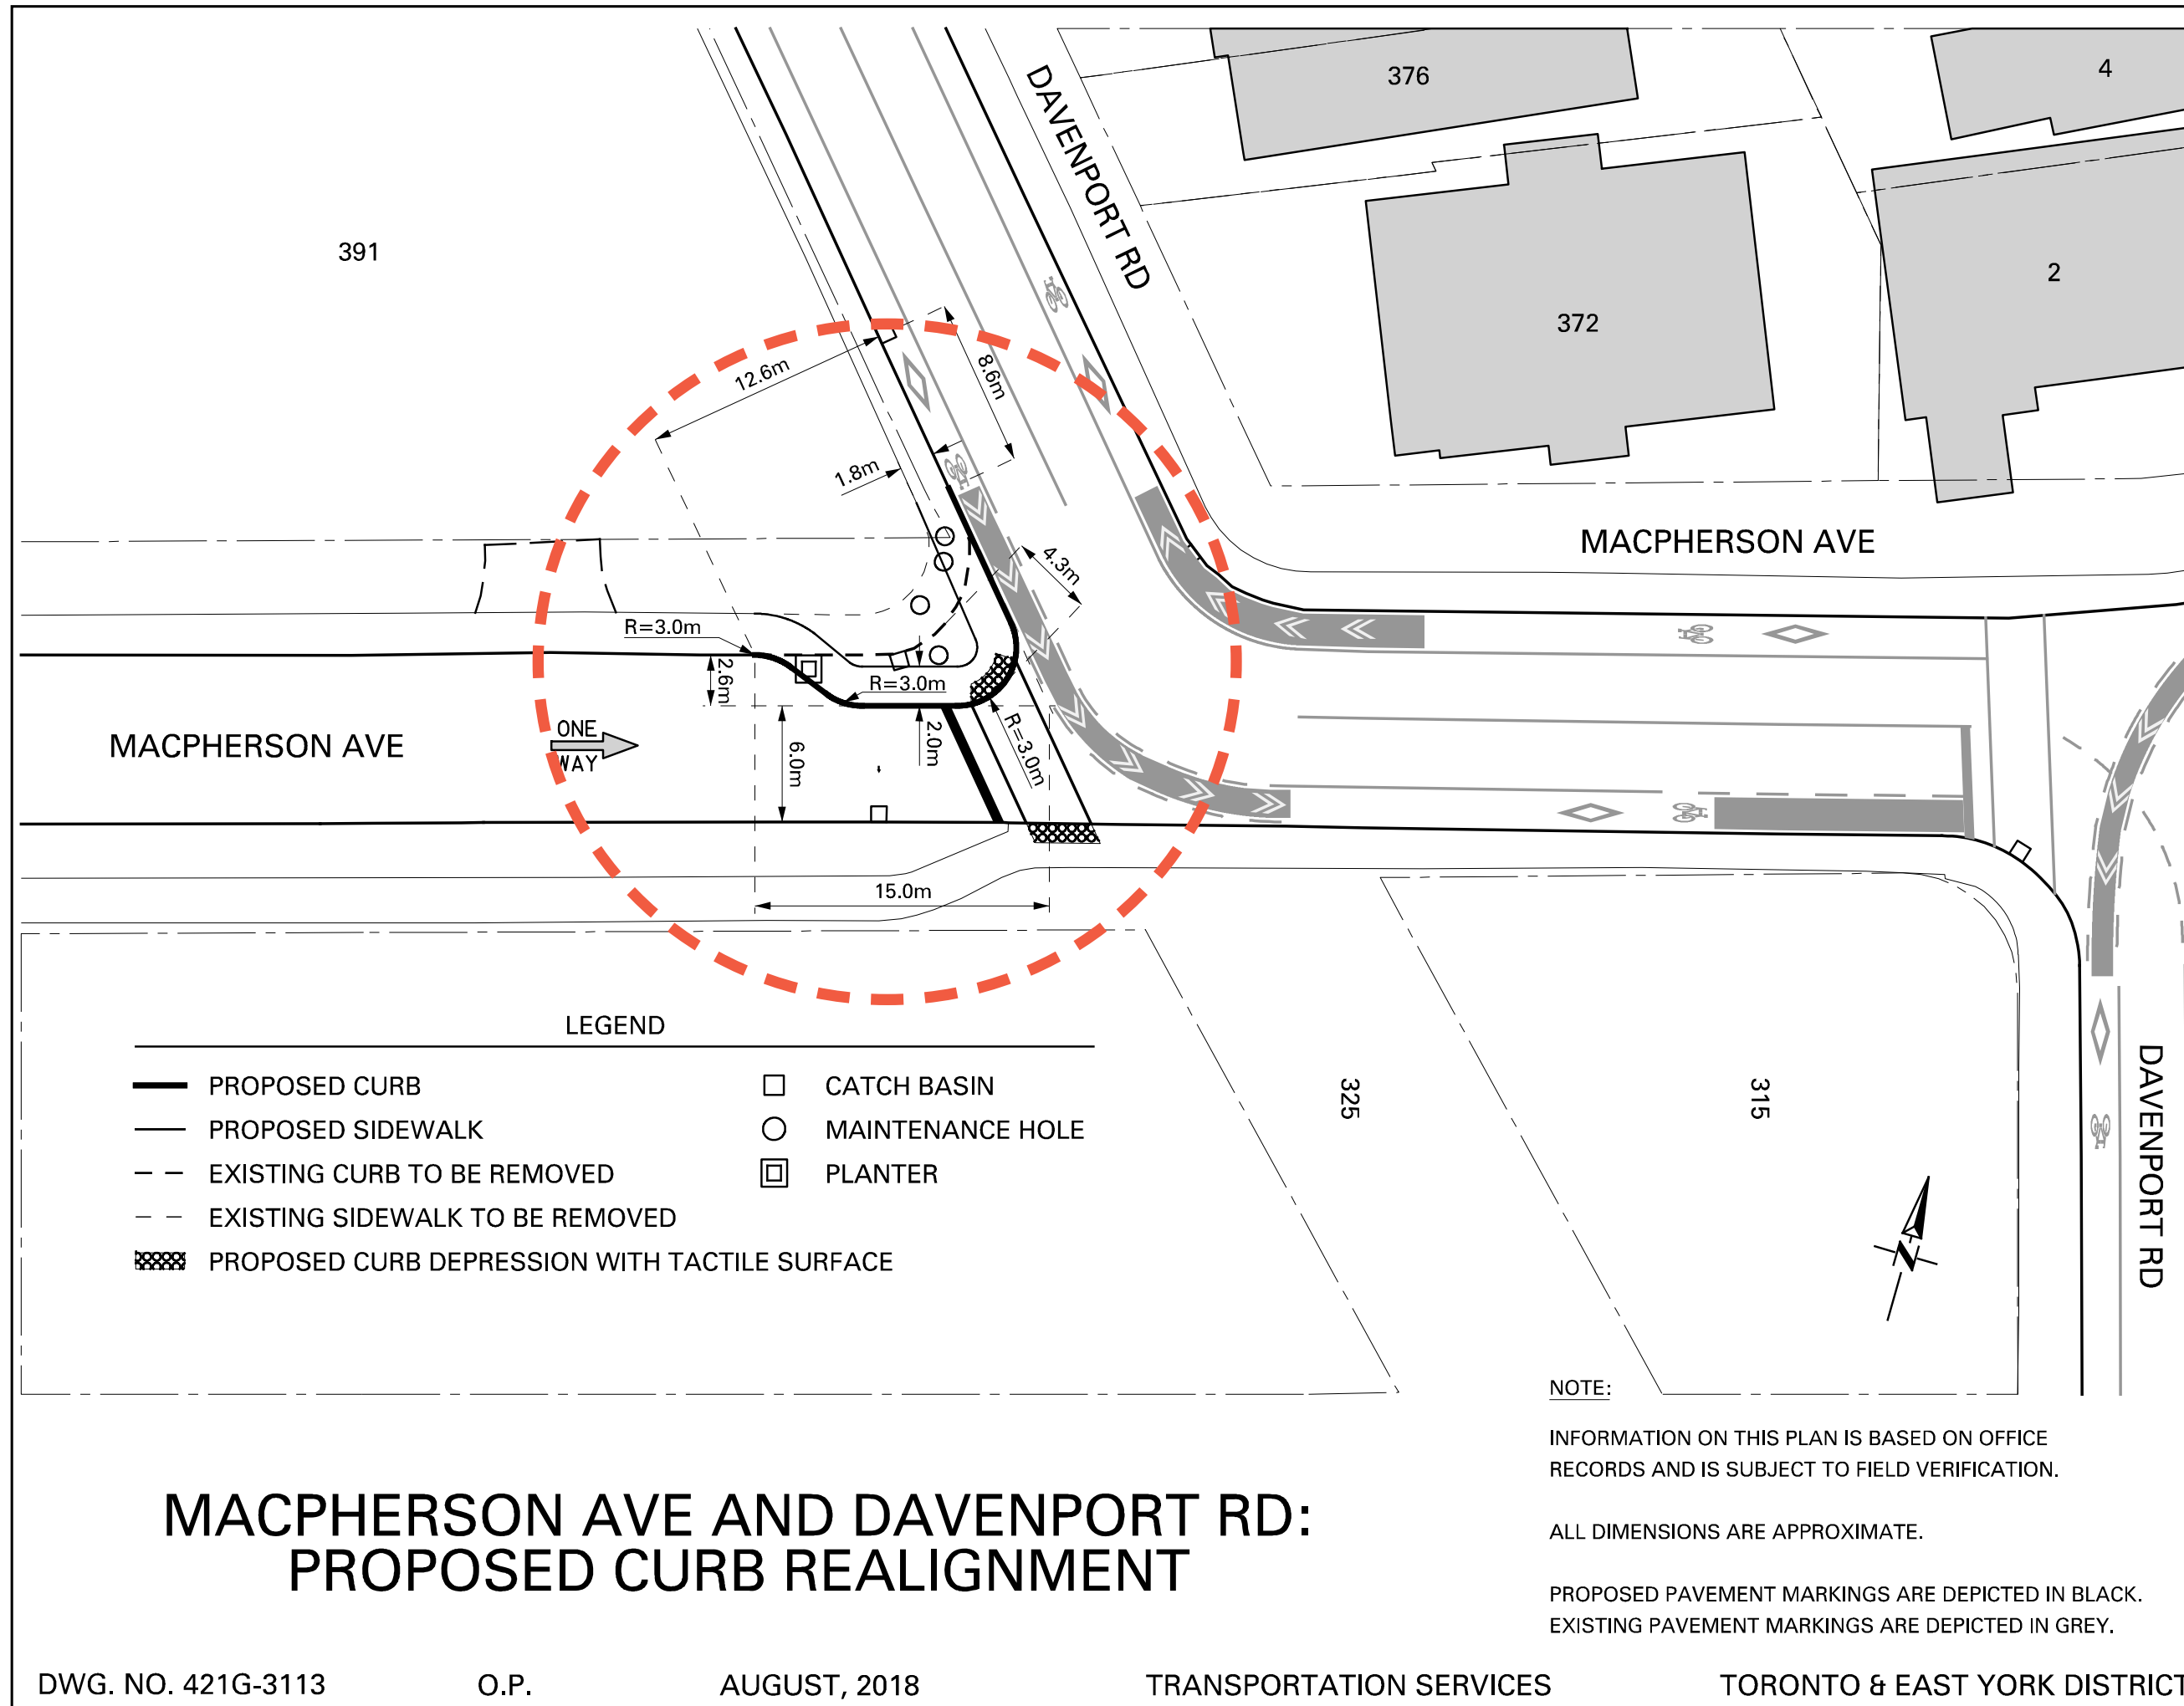 376
4
DAVENPORT RD
391
2
372
12.6m
8.6m
1.8m
MACPHERSON AVE
4.3m
R=3.0m
2.6m
R=3.0m
MACPHERSON AVE
ONE
WAY
6.0m
2.0m
R=3.0m
15.0m
LEGEND
PROPOSED CURB
PROPOSED SIDEWALK
EXISTING CURB TO BE REMOVED
EXISTING SIDEWALK TO BE REMOVED
PROPOSED CURB DEPRESSION WITH TACTILE SURFACE
CATCH BASIN
MAINTENANCE HOLE
PLANTER
325
315
DAVENPORT RD
N
NOTE:
INFORMATION ON THIS PLAN IS BASED ON OFFICE
RECORDS AND IS SUBJECT TO FIELD VERIFICATION.
ALL DIMENSIONS ARE APPROXIMATE.
PROPOSED PAVEMENT MARKINGS ARE DEPICTED IN BLACK.
EXISTING PAVEMENT MARKINGS ARE DEPICTED IN GREY.
MACPHERSON AVE AND DAVENPORT RD:
PROPOSED CURB REALIGNMENT
DWG. NO. 421G-3113 O.P. AUGUST, 2018 TRANSPORTATION SERVICES TORONTO & EAST YORK DISTRICT